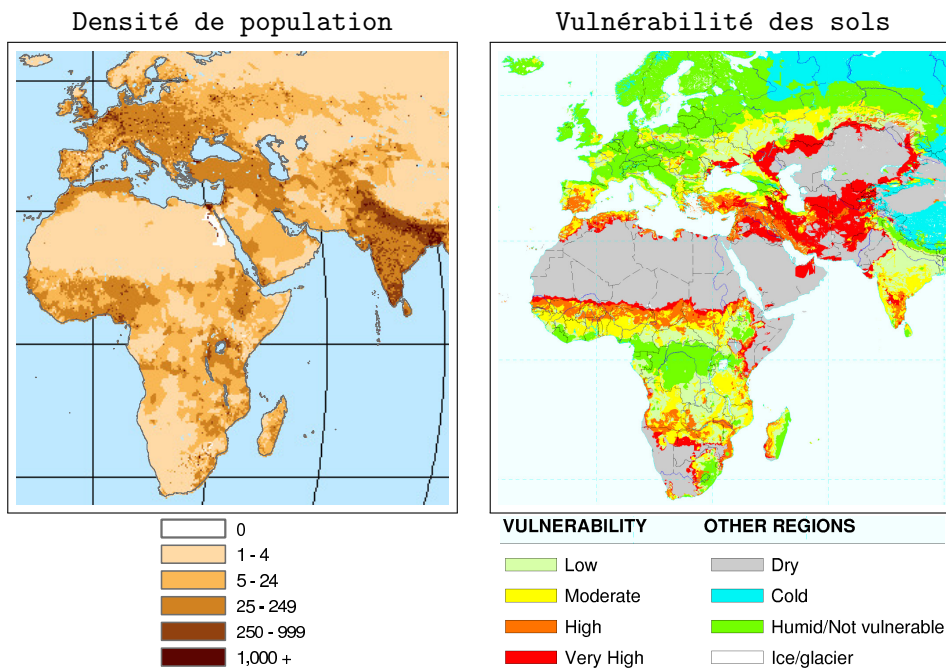 Densité de population
Vulnérabilité des sols
0
1 - 4
5 - 24
25 - 249
250 - 999
1,000 +
VULNERABILITY
OTHER REGIONS
Low
Dry
Moderate
Cold
High
Humid/Not vulnerable
Very High
Ice/glacier